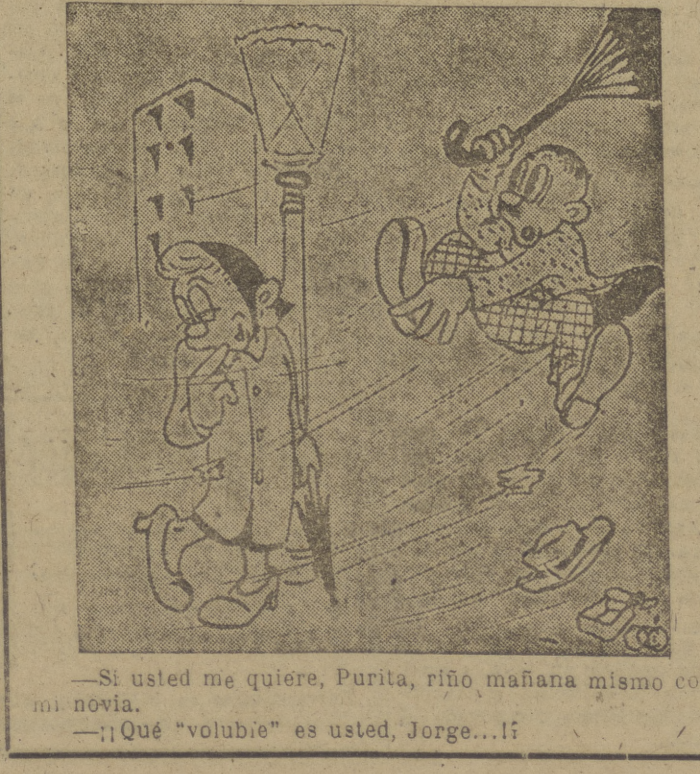 —Si usted me quiere, Purita, riño mañana mismo co
mi novia.
—¡¡Qué "voluble" es usted, Jorge...!!